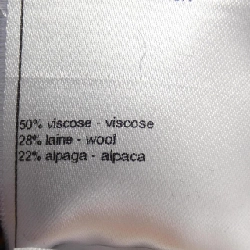 50% viscose - viscose
28% laine - wool
22% alpaga - alpaca